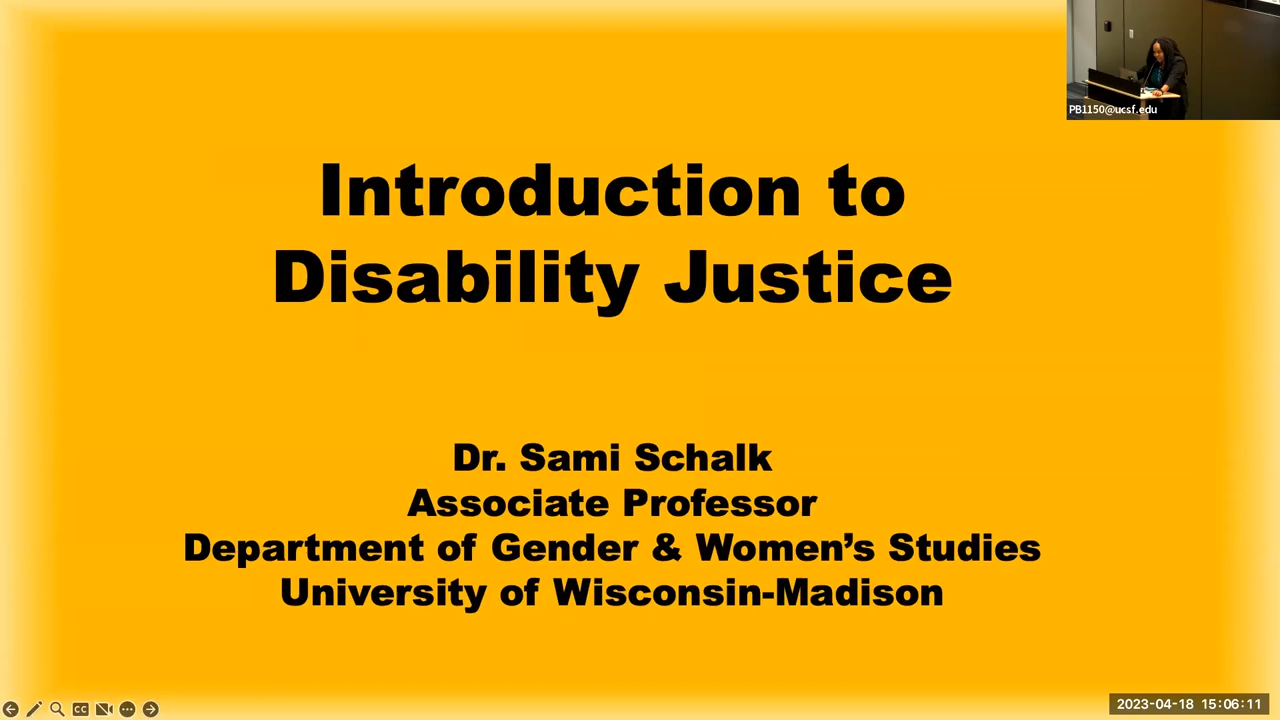 Introduction to
Disability Justice
Dr. Sami Schalk
Associate Professor
Department of Gender & Women’s Studies
University of Wisconsin-Madison
PB1150@ucsf.edu
CC
2023-04-18 15:06:11